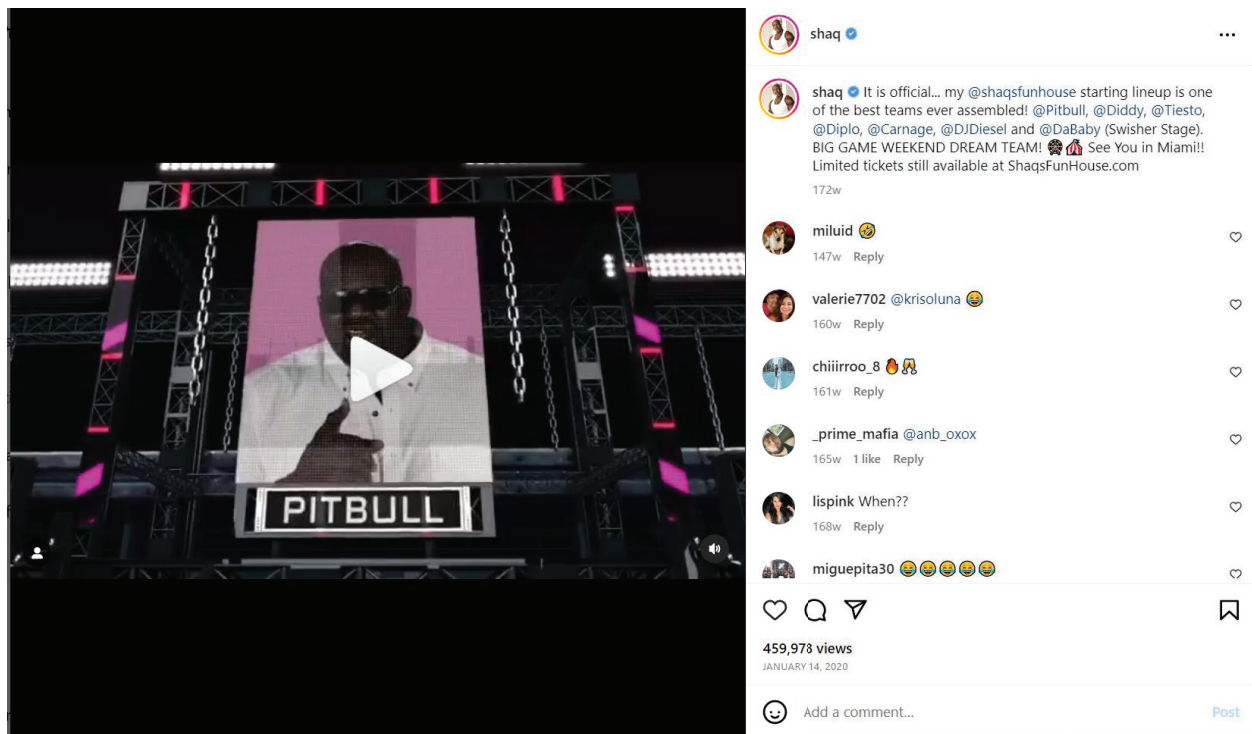 PITBULL
shaq
shaq It is official... my @shaqsfunhouse starting lineup is one
of the best teams ever assembled! @Pitbull, @Diddy, @Tiesto,
@Diplo, @Carnage, @DJDiesel and @DaBaby (Swisher Stage).
BIG GAME WEEKEND DREAM TEAM! 🎡🎪 See You in Miami!!
Limited tickets still available at ShaqsFunHouse.com
172w
miluid 🤣
147w Reply
valerie7702 @krisoluna 😂
160w Reply
chiiirroo_8 🔥🥂
161w Reply
_prime_mafia @anb_oxox
165w 1 like Reply
lispink When??
168w Reply
miguepita30 😂😂😂😂😂
459,978 views
JANUARY 14, 2020
Add a comment...
Post